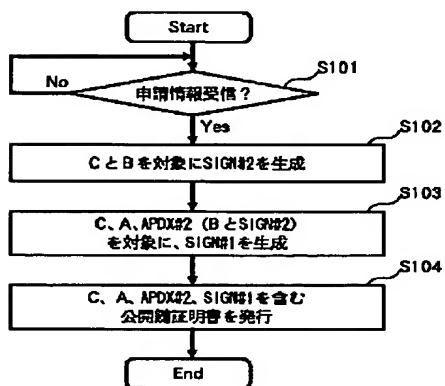 Start
S101
No
申請情報受信？
Yes
S102
CとBを対象にSIGN#2を生成
S103
C、A、APDX#2（BとSIGN#2）
を対象に、SIGN#1を生成
S104
C、A、APDX#2、SIGN#1を含む
公開鍵証明書を発行
End